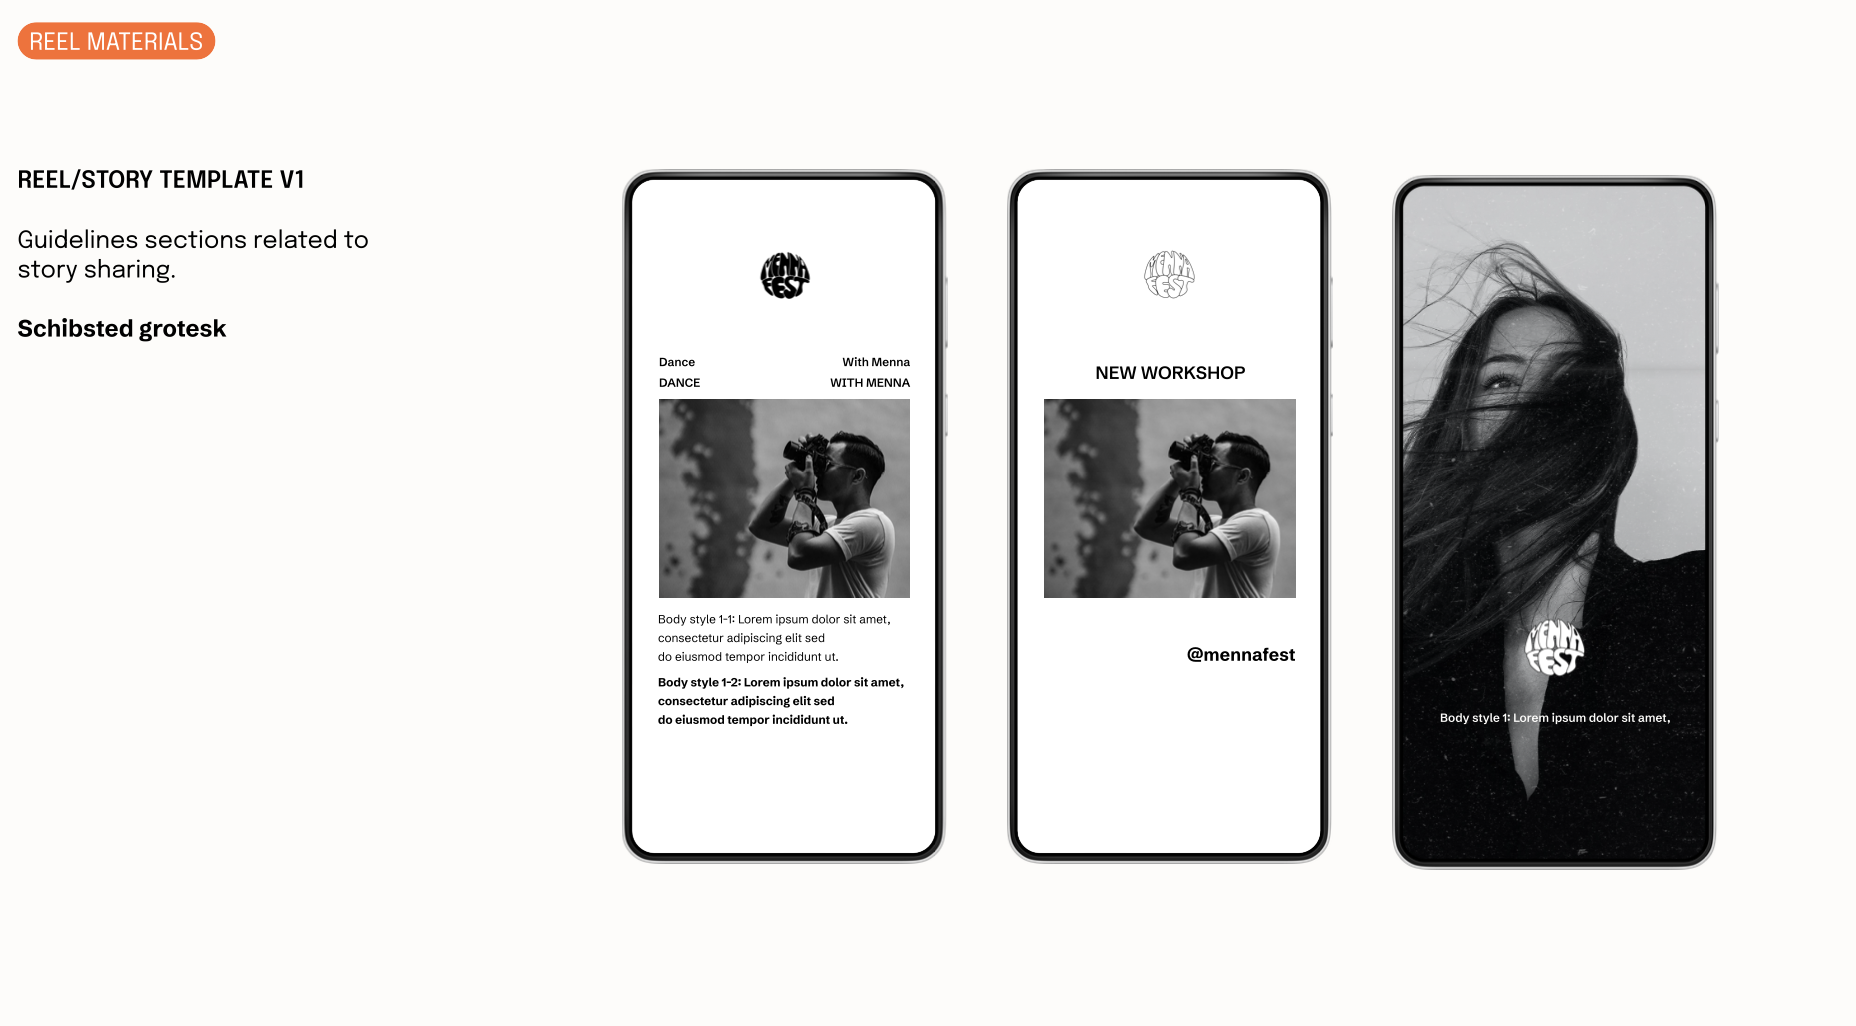 REEL MATERIALS
REEL/STORY TEMPLATE V1
Guidelines sections related to
story sharing.
Schibsted grotesk
MENNA
FEST
Dance With Menna
DANCE WITH MENNA
Body style 1-1: Lorem ipsum dolor sit amet,
consectetur adipiscing elit sed
do eiusmod tempor incididunt ut.
Body style 1-2: Lorem ipsum dolor sit amet,
consectetur adipiscing elit sed
do eiusmod tempor incididunt ut.
MENNA
FEST
NEW WORKSHOP
@mennafest
MENNA
FEST
Body style 1: Lorem ipsum dolor sit amet,